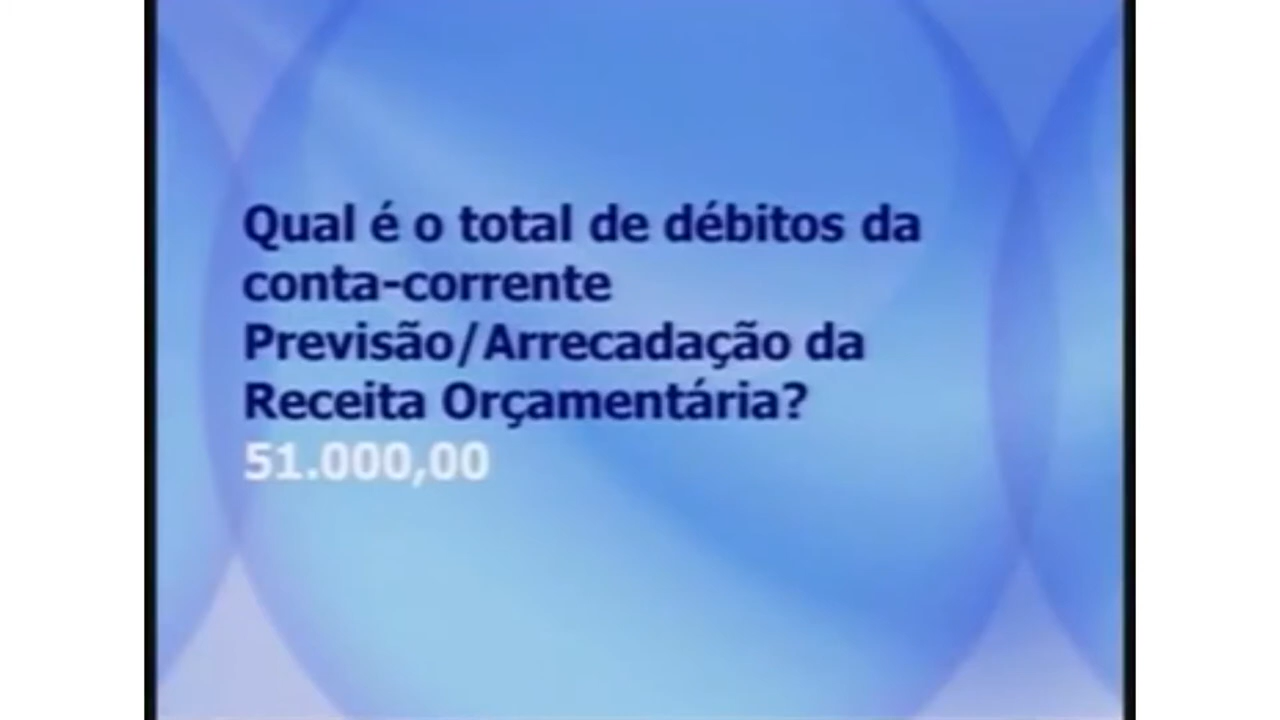 Qual é o total de débitos da
conta-corrente
Previsão/Arrecadação da
Receita Orçamentária?
51.000,00